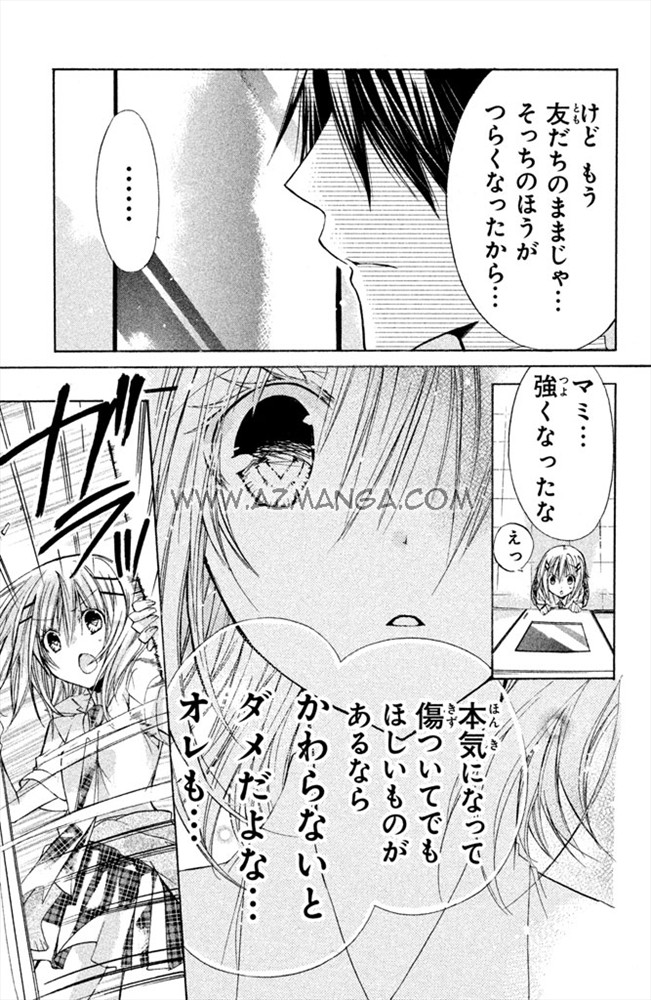 けど もう
友だちのままじゃ…
そっちのほうが
つらくなったから…
……
マミ…
強くなったな
えっ
WWW.AZMANGA.COM
本気になって
傷ついてでも
ほしいものが
あるなら
かわらないと
ダメだよな…
オレも…
ガラッ